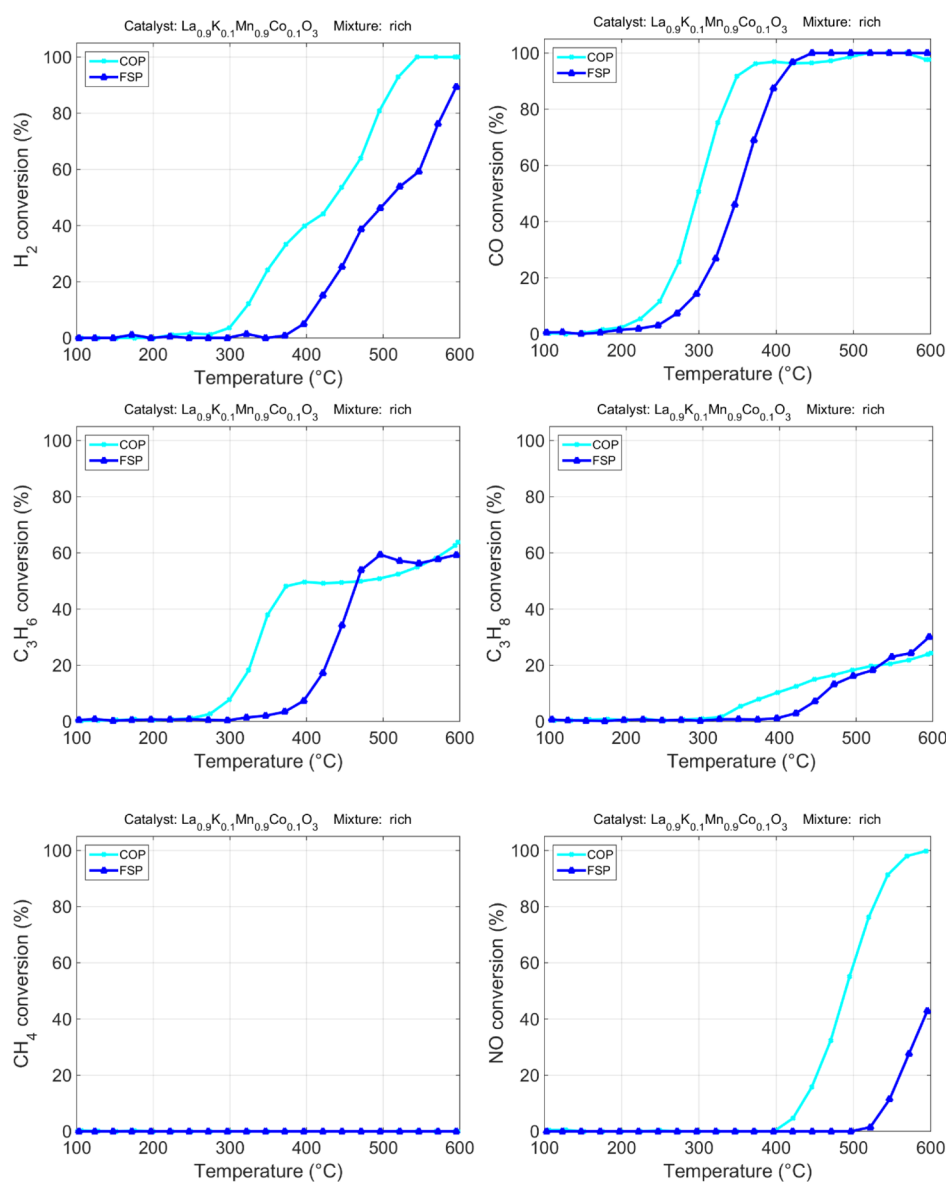 Catalyst: La0.9K0.1Mn0.9Co0.1O3 Mixture: rich
COP
FSP
H2 conversion (%)
100
80
60
40
20
0
100 200 300 400 500 600
Temperature (°C)
Catalyst: La0.9K0.1Mn0.9Co0.1O3 Mixture: rich
COP
FSP
CO conversion (%)
100
80
60
40
20
0
100 200 300 400 500 600
Temperature (°C)
Catalyst: La0.9K0.1Mn0.9Co0.1O3 Mixture: rich
COP
FSP
C3H6 conversion (%)
100
80
60
40
20
0
100 200 300 400 500 600
Temperature (°C)
Catalyst: La0.9K0.1Mn0.9Co0.1O3 Mixture: rich
COP
FSP
C3H8 conversion (%)
100
80
60
40
20
0
100 200 300 400 500 600
Temperature (°C)
Catalyst: La0.9K0.1Mn0.9Co0.1O3 Mixture: rich
COP
FSP
CH4 conversion (%)
100
80
60
40
20
0
100 200 300 400 500 600
Temperature (°C)
Catalyst: La0.9K0.1Mn0.9Co0.1O3 Mixture: rich
COP
FSP
NO conversion (%)
100
80
60
40
20
0
100 200 300 400 500 600
Temperature (°C)